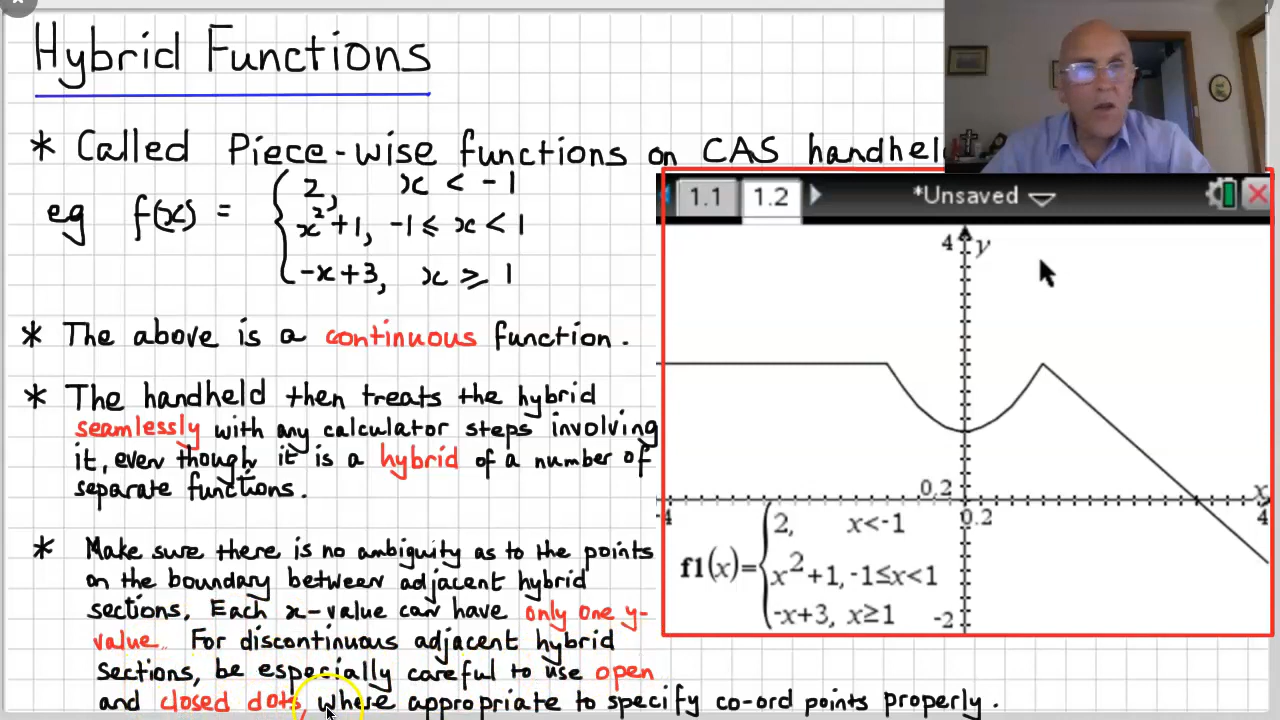 Hybrid Functions
* Called Piece-wise functions on CAS handheld
eg f(x) = { 2, x < -1
x²+1, -1 ≤ x < 1
-x+3, x ≥ 1
* The above is a continuous function.
* The handheld then treats the hybrid
seamlessly with any calculator steps involving
it, even though it is a hybrid of a number of
separate functions.
* Make sure there is no ambiguity as to the points
on the boundary between adjacent hybrid
sections. Each x-value can have only one y-
value. For discontinuous adjacent hybrid
sections, be especially careful to use open
and closed dots, where appropriate to specify co-ord points properly.
1.1 1.2 *Unsaved
4 y
0.2 x
-4 0.2 4
f1(x)= { 2, x<-1
x²+1, -1≤x<1
-x+3, x≥1
-2